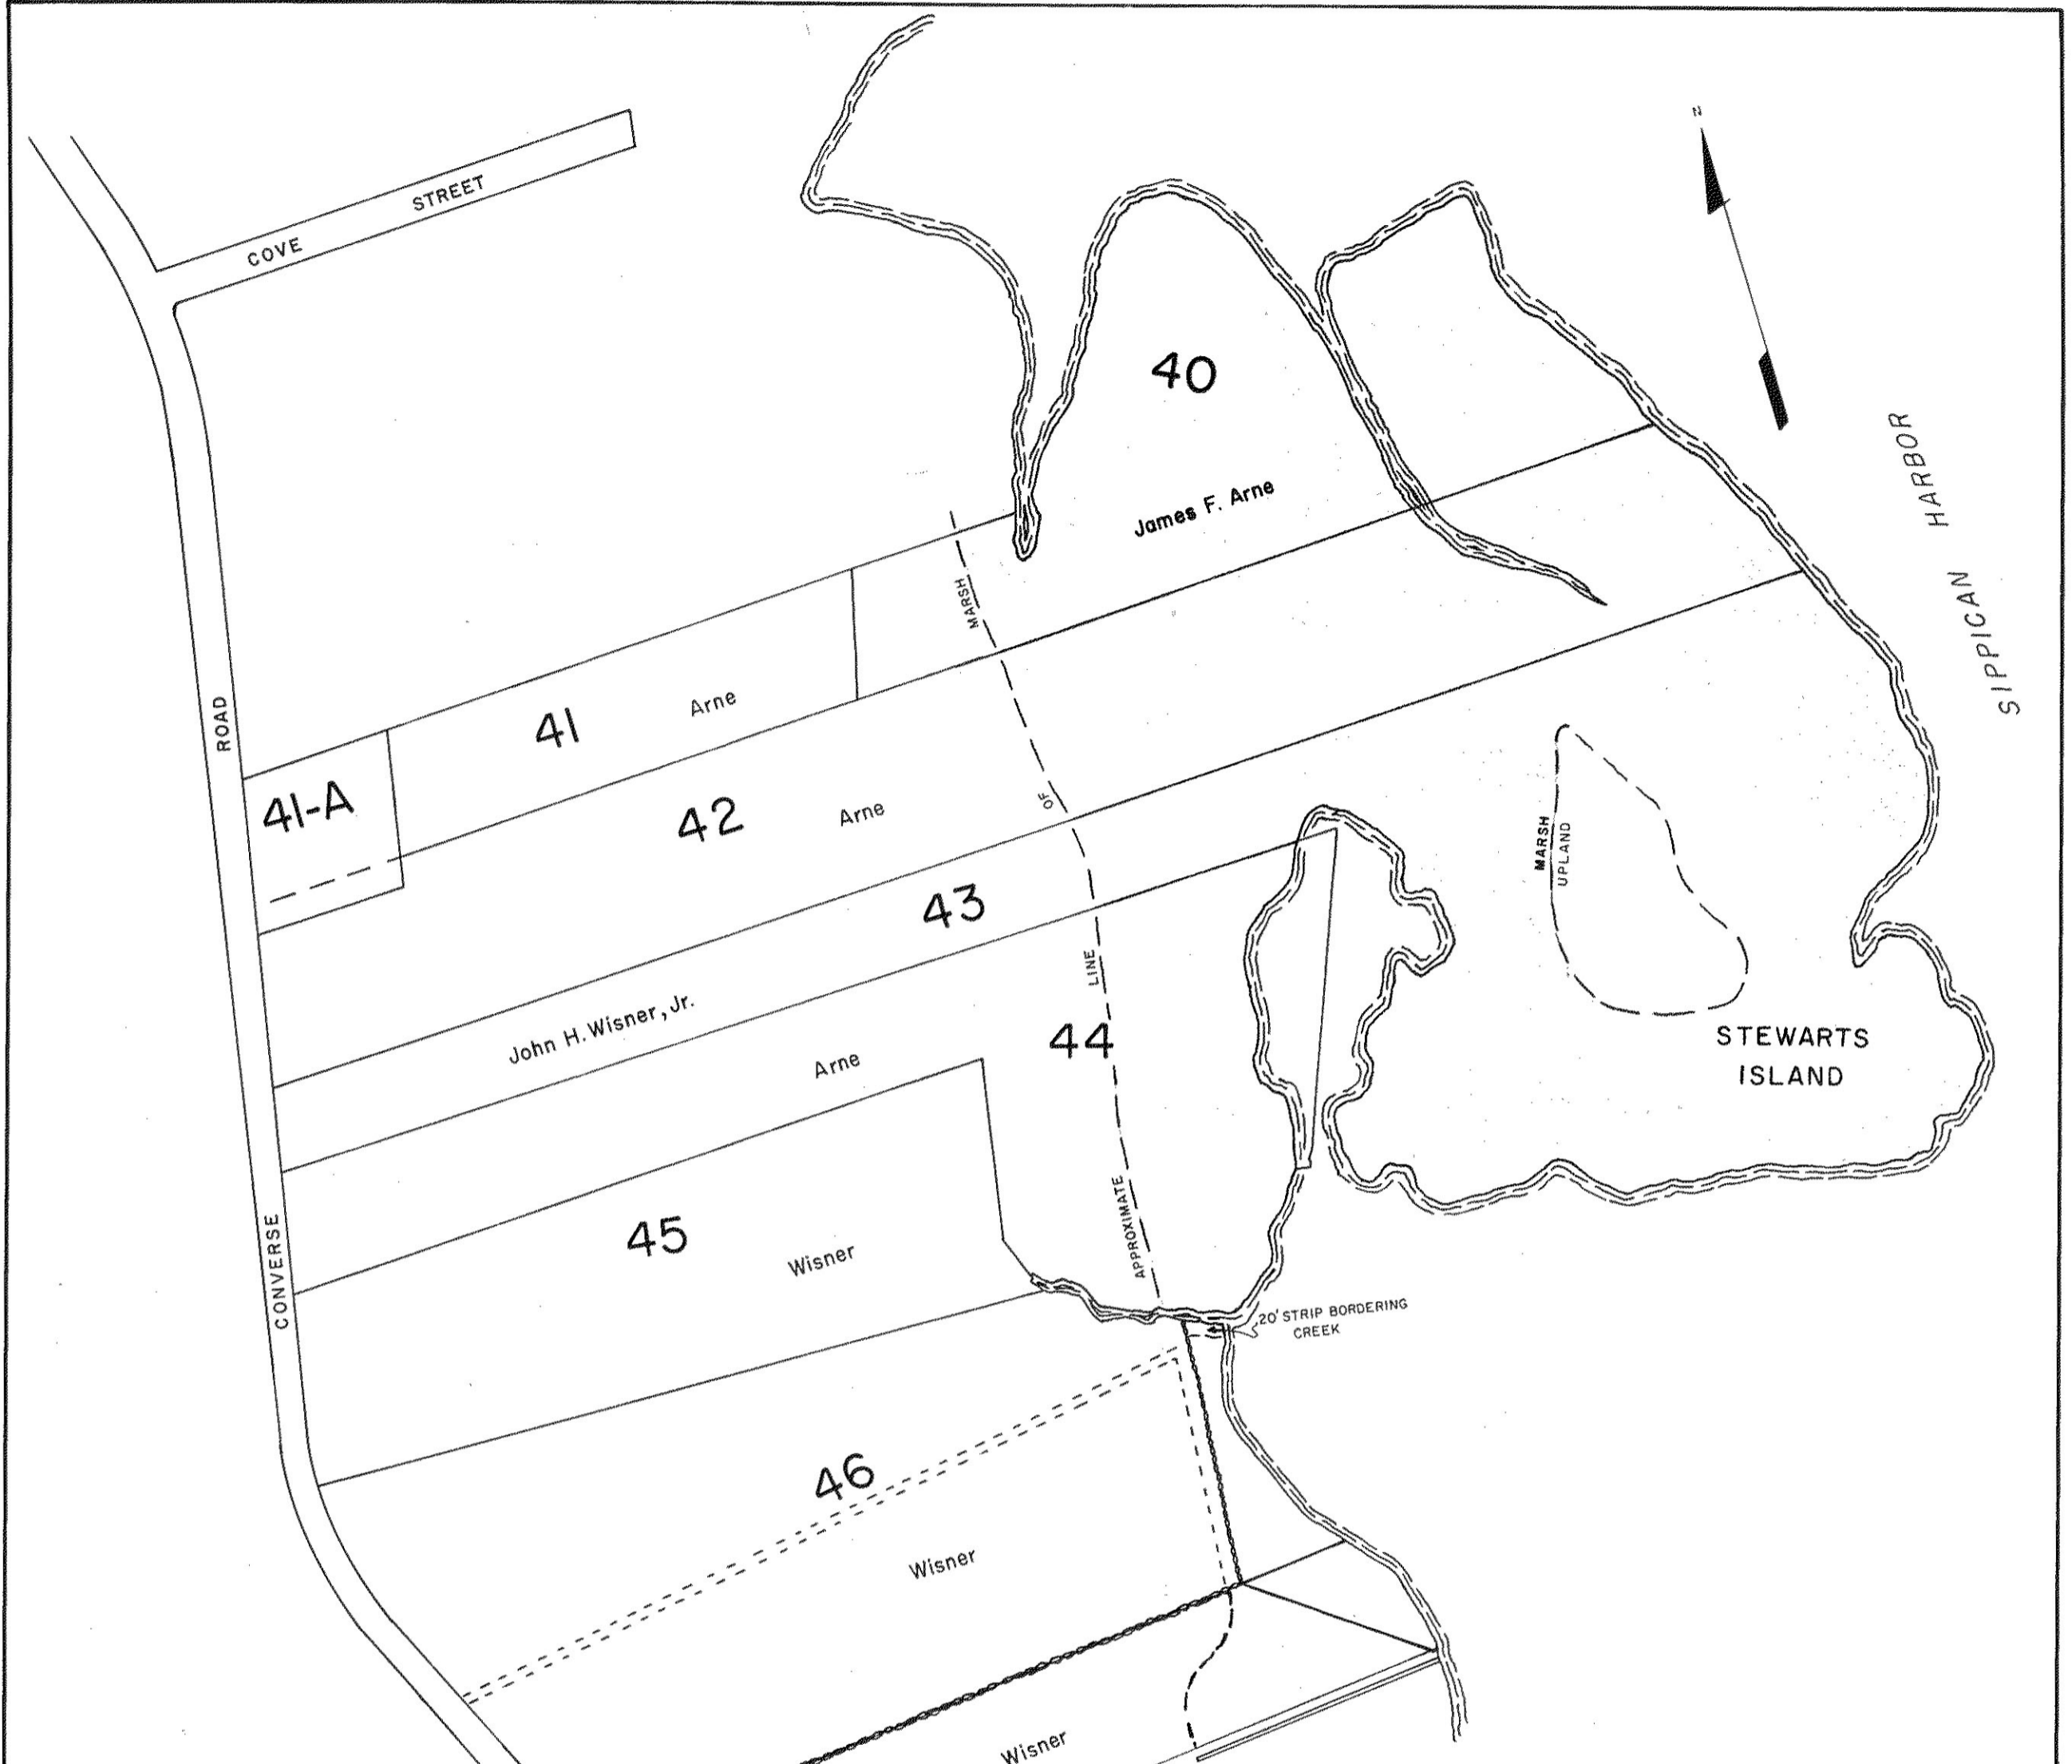 N
COVE STREET
40
HARBOR
James F. Arne
SIPPICAN
MARSH
ROAD
41 Arne
41-A
42 Arne
OF
MARSH
UPLAND
43
LINE
John H. Wisner, Jr.
44
STEWARTS
ISLAND
Arne
45
Wisner
APPROXIMATE
CONVERSE
20' STRIP BORDERING
CREEK
46
Wisner
Wisner